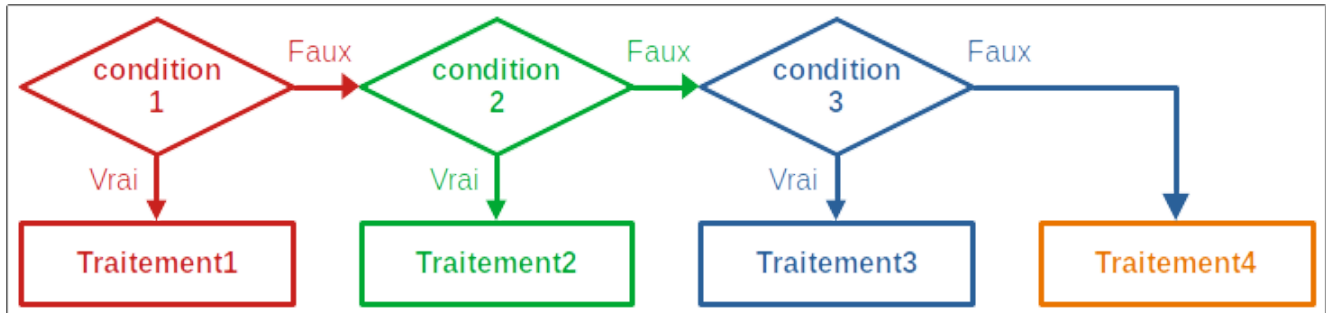 condition
1
Faux
condition
2
Faux
condition
3
Faux
Vrai
Vrai
Vrai
Traitement1
Traitement2
Traitement3
Traitement4